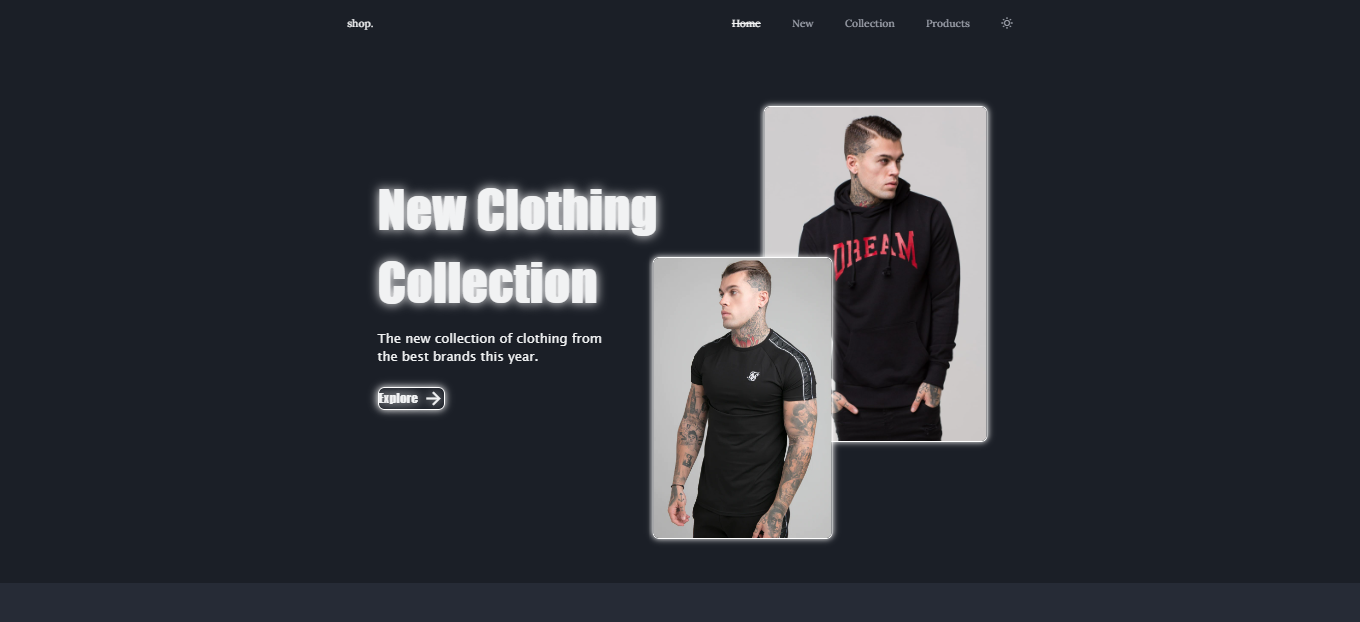 shop.
Home New Collection Products
New Clothing
Collection
The new collection of clothing from
the best brands this year.
Explore
DREAM